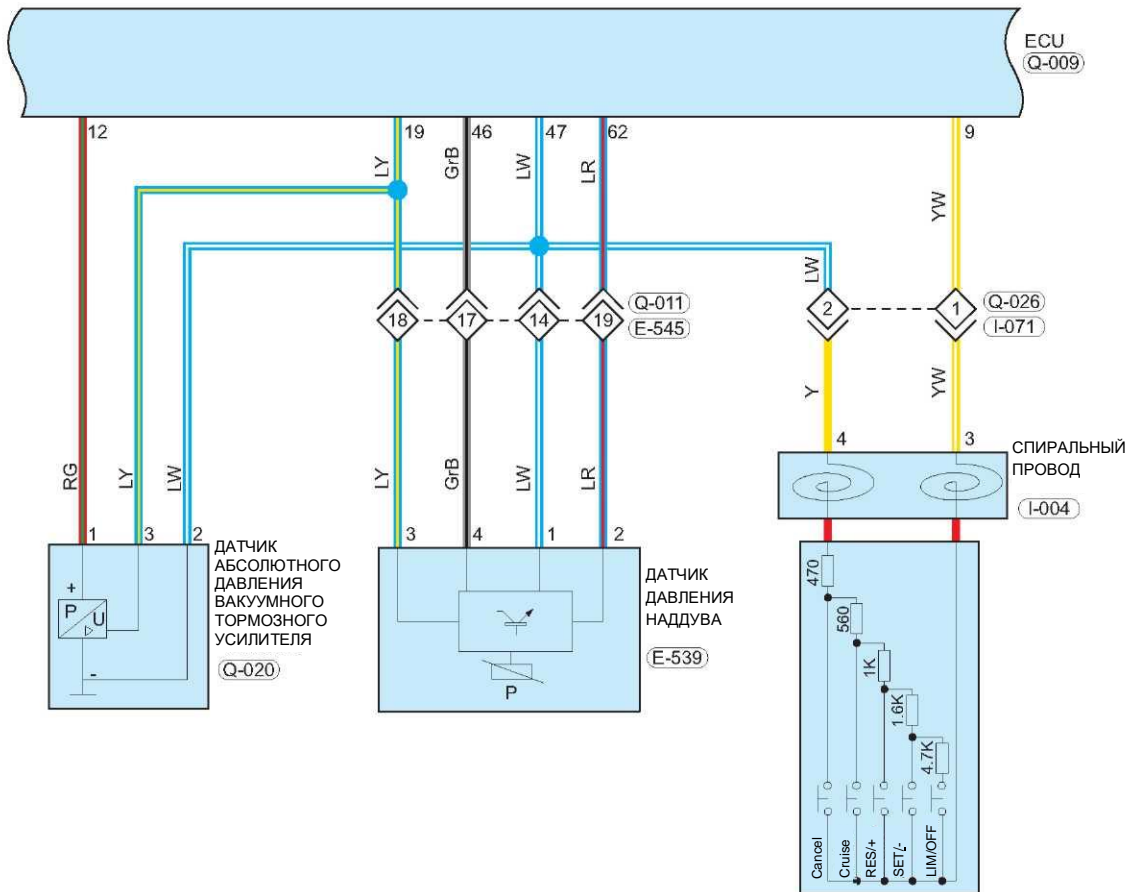 ECU
Q-009
12
19
46
47
62
9
LY
GrB
LW
LR
YW
LW
18
17
14
19
Q-011
E-545
2
1
Q-026
I-071
RG
LY
LW
LY
GrB
LW
LR
Y
YW
1
3
2
3
4
1
2
4
3
СПИРАЛЬНЫЙ
ПРОВОД
I-004
ДАТЧИК
АБСОЛЮТНОГО
ДАВЛЕНИЯ
ВАКУУМНОГО
ТОРМОЗНОГО
УСИЛИТЕЛЯ
Q-020
+
P
U
-
ДАТЧИК
ДАВЛЕНИЯ
НАДДУВА
E-539
P
470
560
1K
1.6K
4.7K
Cancel
Cruise
RES/+
SET/-
LIM/OFF